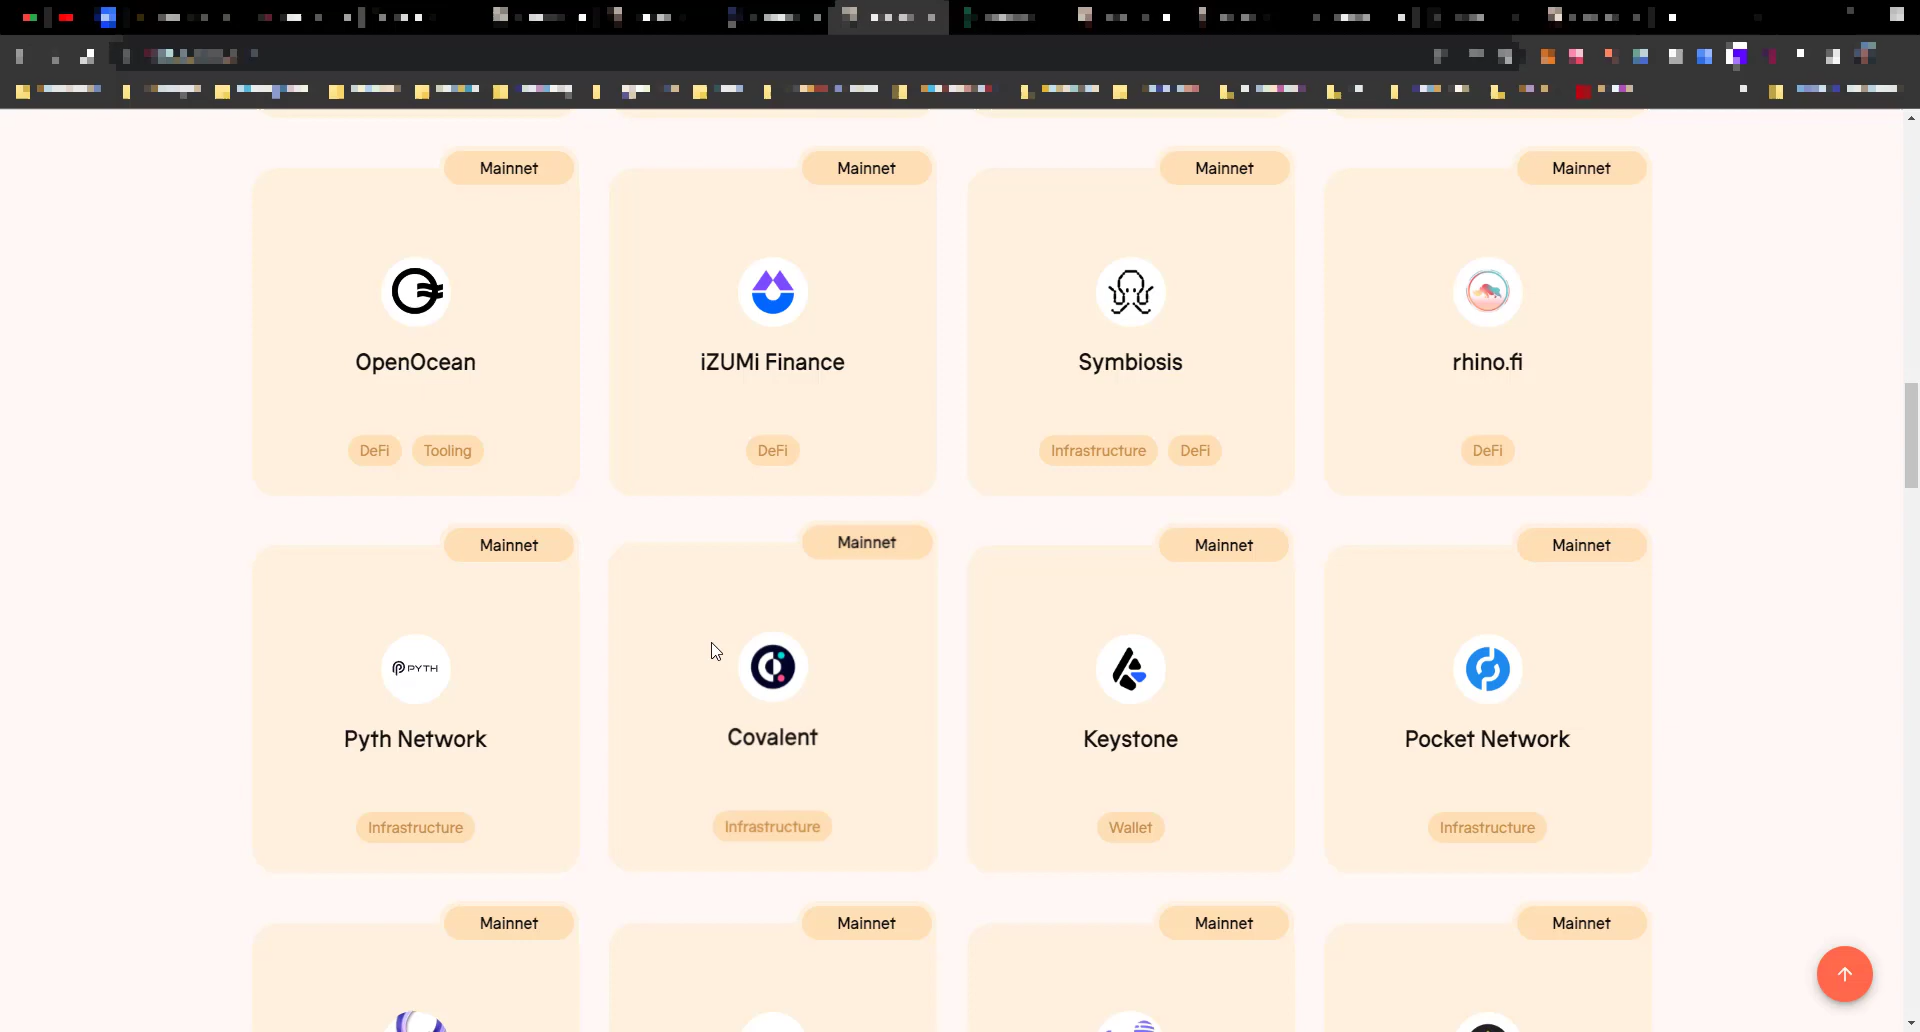 Mainnet Mainnet Mainnet Mainnet
OpenOcean iZUMi Finance Symbiosis rhino.fi
DeFi Tooling DeFi Infrastructure DeFi DeFi
Mainnet Mainnet Mainnet Mainnet
PYTH
Pyth Network Covalent Keystone Pocket Network
Infrastructure Infrastructure Wallet Infrastructure
Mainnet Mainnet Mainnet Mainnet